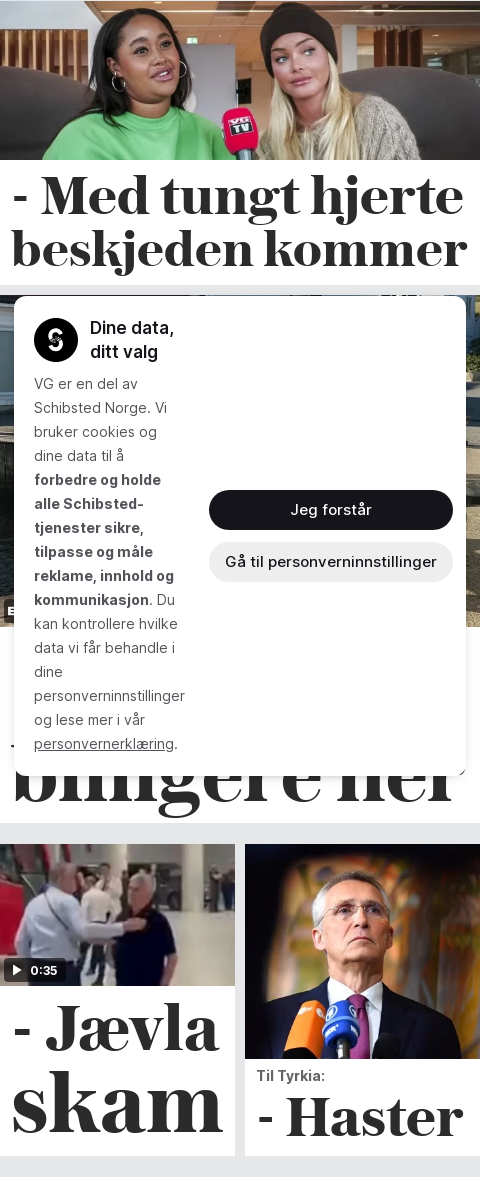 VG
TV
- Med tungt hjerte
beskjeden kommer
Dine data,
ditt valg
VG er en del av
Schibsted Norge. Vi
bruker cookies og
dine data til å
forbedre og holde
alle Schibsted-
tjenester sikre,
tilpasse og måle
reklame, innhold og
kommunikasjon. Du
kan kontrollere hvilke
data vi får behandle i
dine
personverninnstillinger
og lese mer i vår
personvernerklæring.
Jeg forstår
Gå til personverninnstillinger
billigere her
0:35
- Jævla
skam
Til Tyrkia:
- Haster